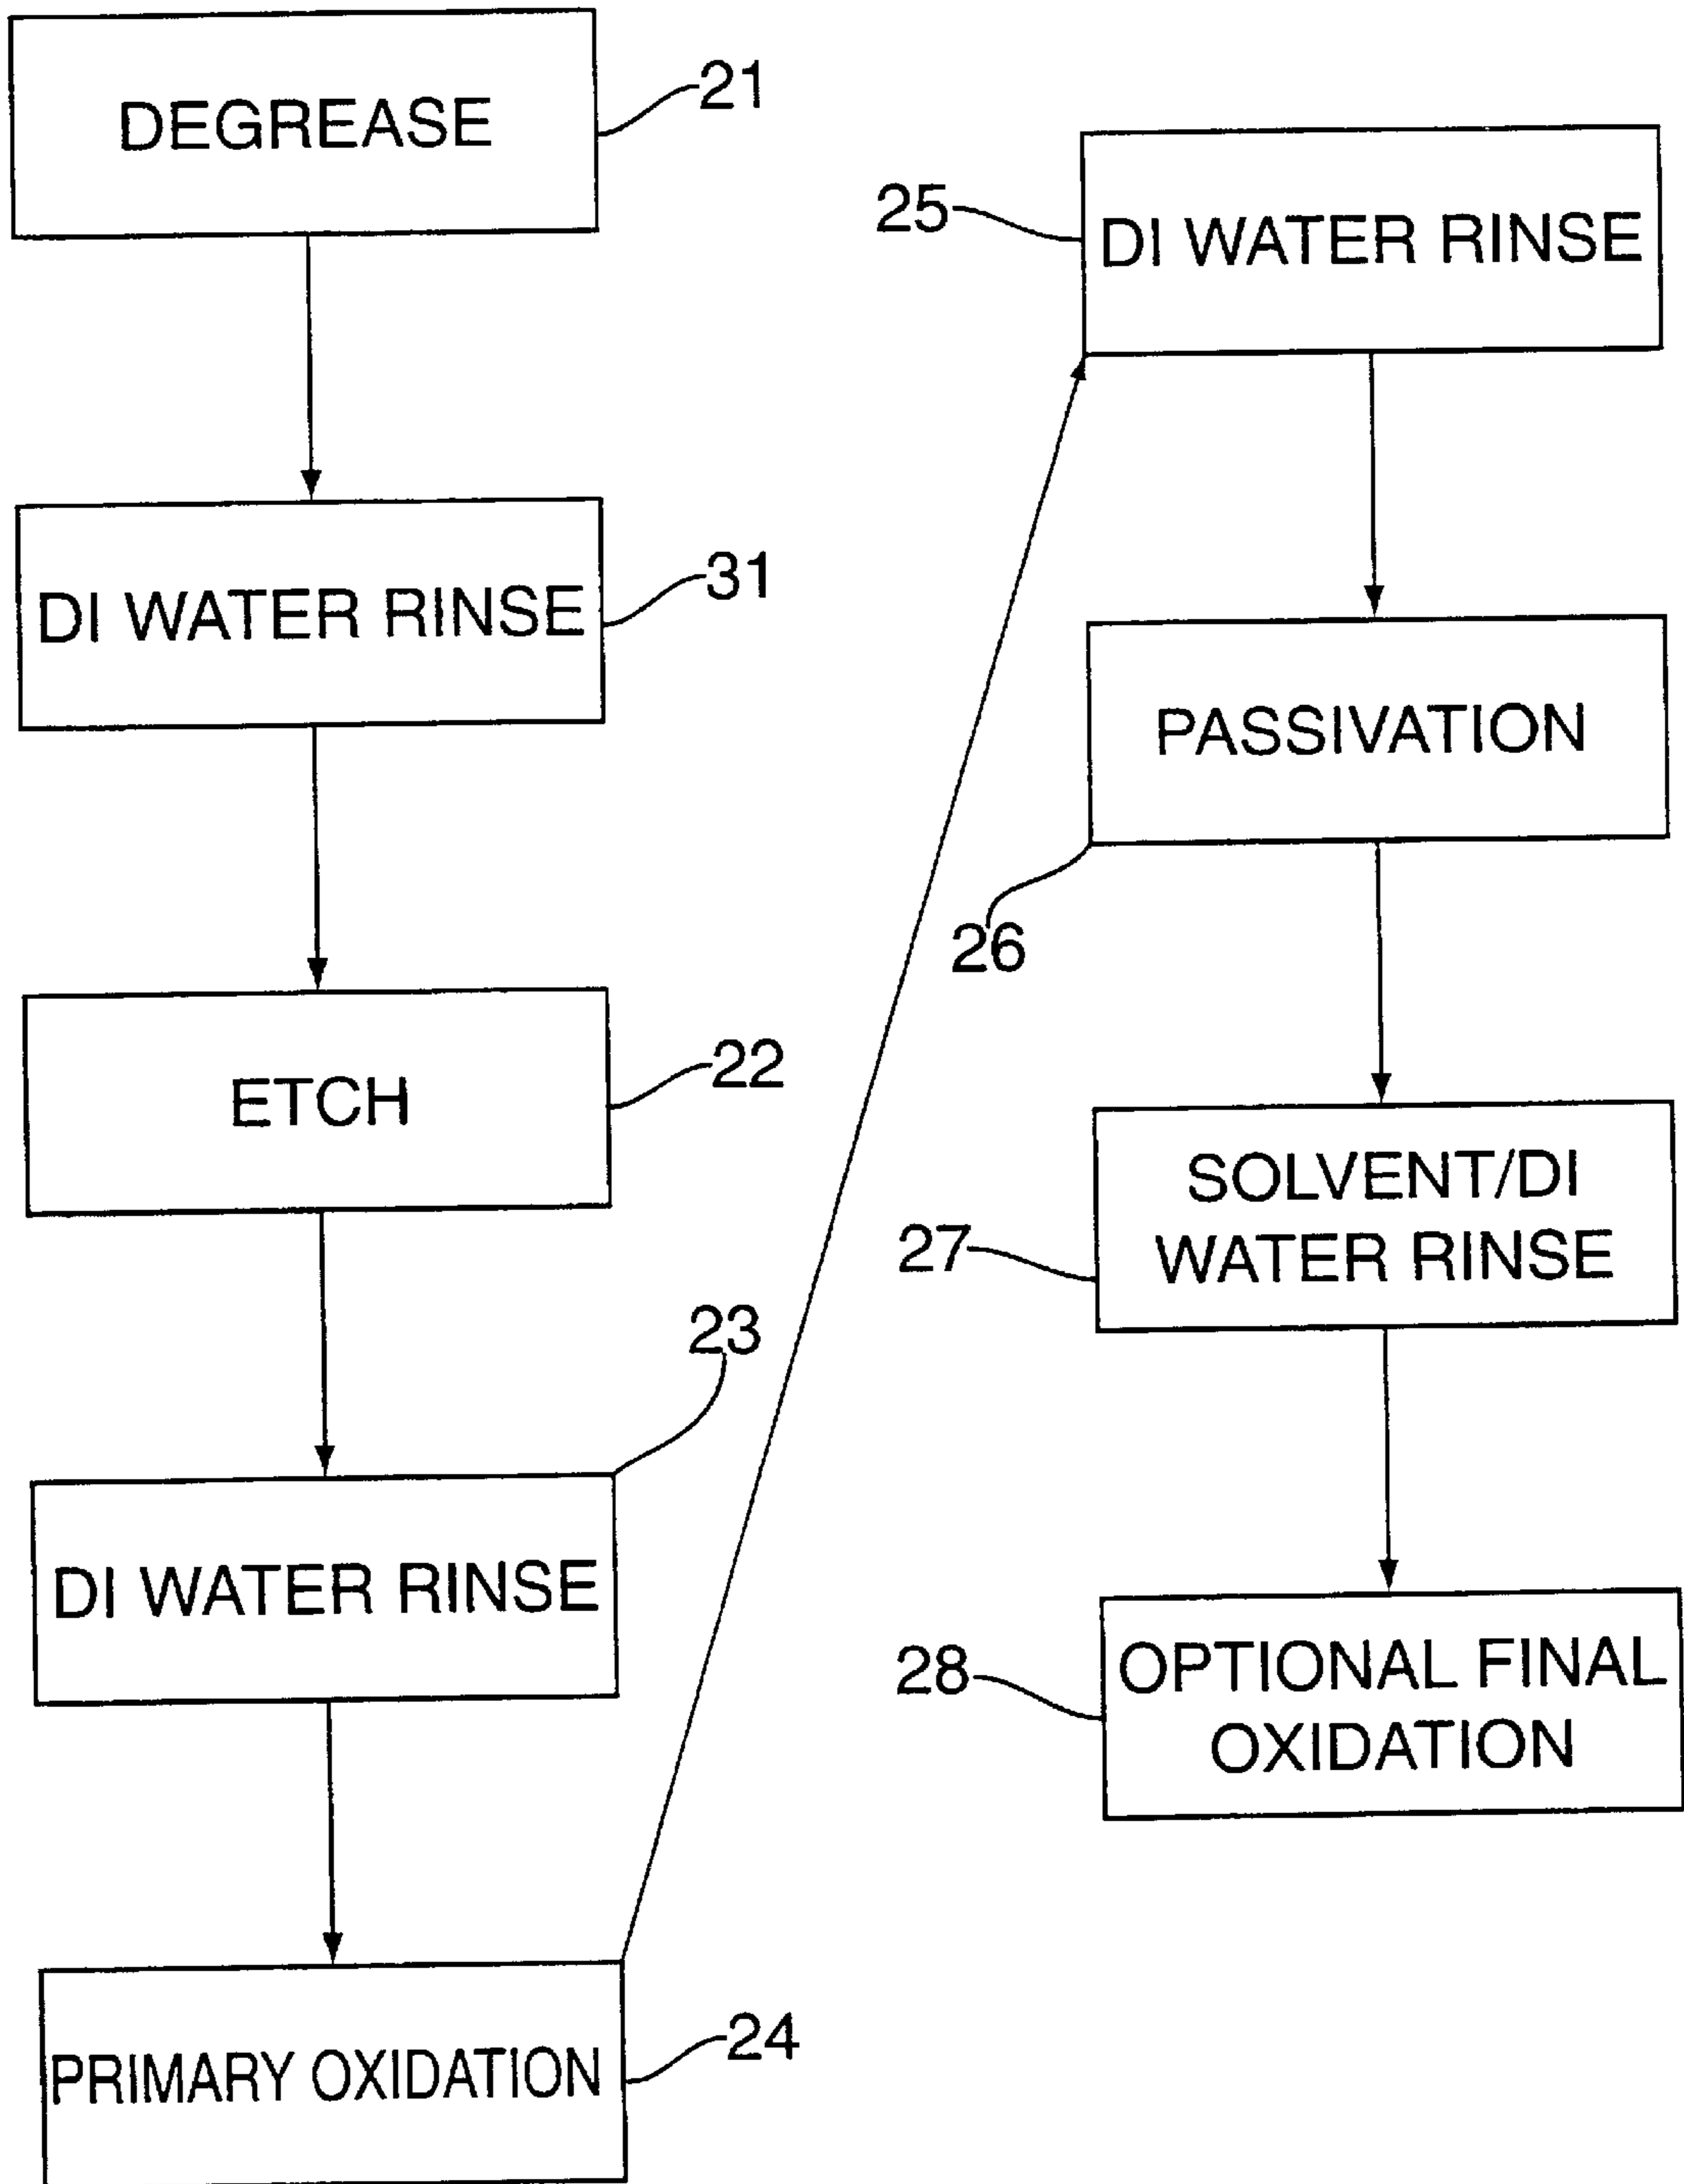 DEGREASE
21
DI WATER RINSE
31
ETCH
22
23
DI WATER RINSE
PRIMARY OXIDATION
24
25
DI WATER RINSE
PASSIVATION
26
SOLVENT/DI
WATER RINSE
27
28
OPTIONAL FINAL
OXIDATION